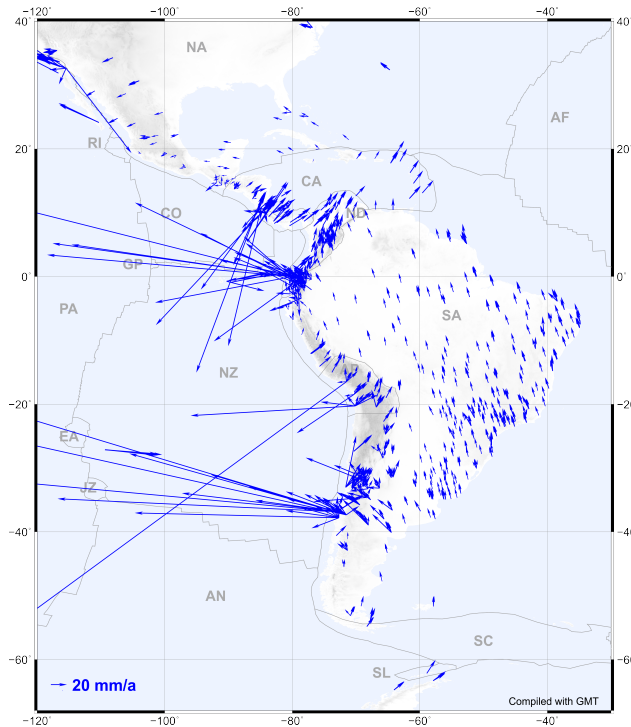 −120˚ −100˚ −80˚ −60˚ −40˚
40˚ 40˚
NA
AF
RI
20˚ 20˚
CA
CO ND
GP
0˚ 0˚
PA
SA
NZ
−20˚ −20˚
EA
JZ
−40˚ −40˚
AN
SC
−60˚ −60˚
SL
20 mm/a
Compiled with GMT
−120˚ −100˚ −80˚ −60˚ −40˚